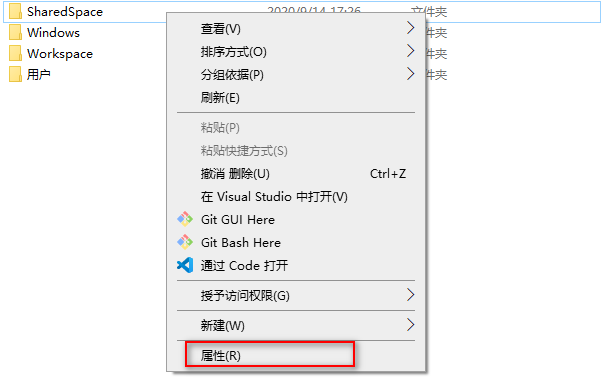 SharedSpace 2020/9/14 17:26 文件夹
Windows 件夹
Workspace 件夹
用户 件夹
查看(V)
排序方式(O)
分组依据(P)
刷新(E)
粘贴(P)
粘贴快捷方式(S)
撤消 删除(U) Ctrl+Z
在 Visual Studio 中打开(V)
Git GUI Here
Git Bash Here
通过 Code 打开
授予访问权限(G)
新建(W)
属性(R)